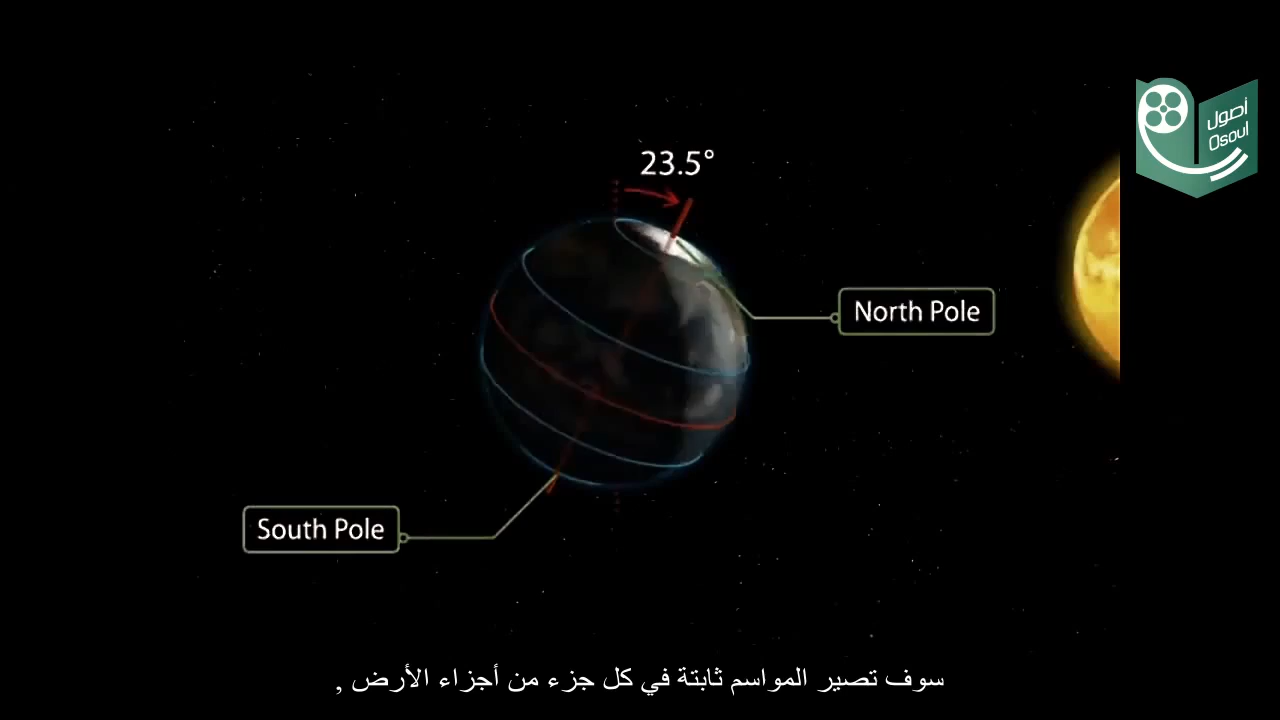 أصول
Osoul
23.5°
North Pole
South Pole
سوف تصير المواسم ثابتة في كل جزء من أجزاء الأرض ,